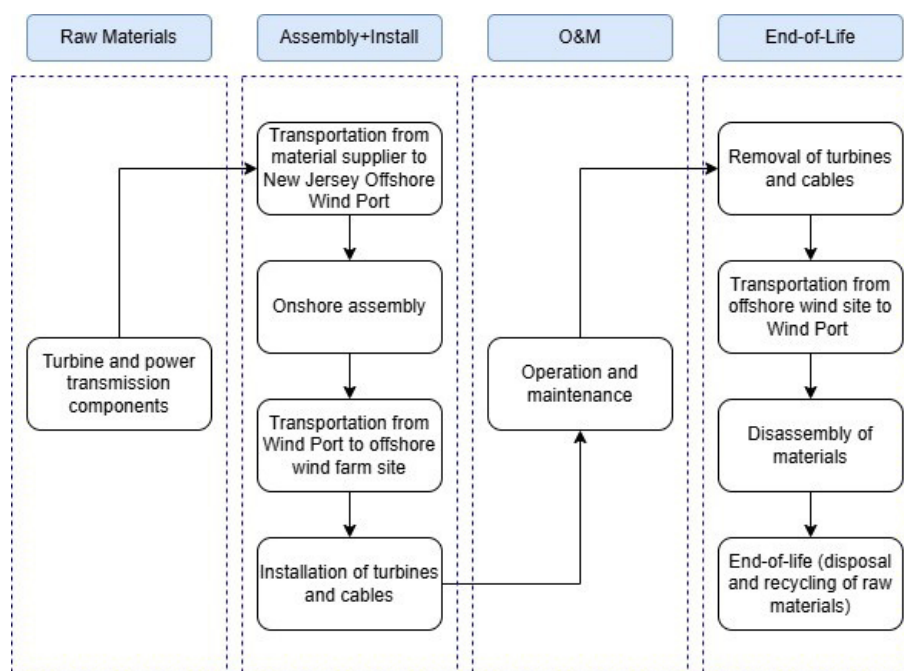 Raw Materials
Assembly+Install
O&M
End-of-Life
Turbine and power
transmission
components
Transportation from
material supplier to
New Jersey Offshore
Wind Port
Onshore assembly
Transportation from
Wind Port to offshore
wind farm site
Installation of turbines
and cables
Operation and
maintenance
Removal of turbines
and cables
Transportation from
offshore wind site to
Wind Port
Disassembly of
materials
End-of-life (disposal
and recycling of raw
materials)